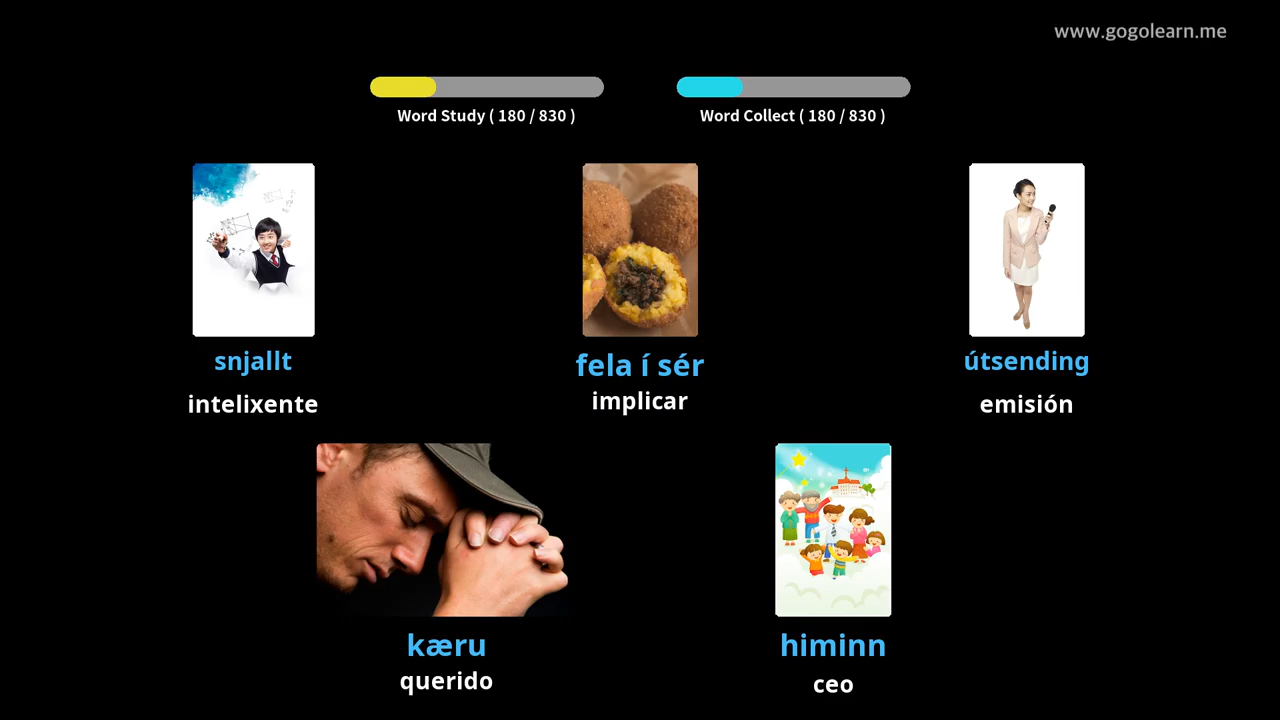 www.gogolearn.me
Word Study ( 180 / 830 )
Word Collect ( 180 / 830 )
snjallt
intelixente
fela í sér
implicar
útsending
emisión
kæru
querido
himinn
ceo